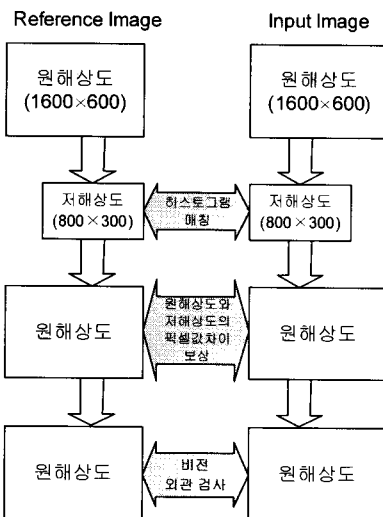 Reference Image
Input Image
원해상도
(1600×600)
원해상도
(1600×600)
저해상도
(800×300)
히스토그램
매칭
저해상도
(800×300)
원해상도
원해상도와
저해상도의
픽셀값차이
보상
원해상도
원해상도
비전
외관 검사
원해상도